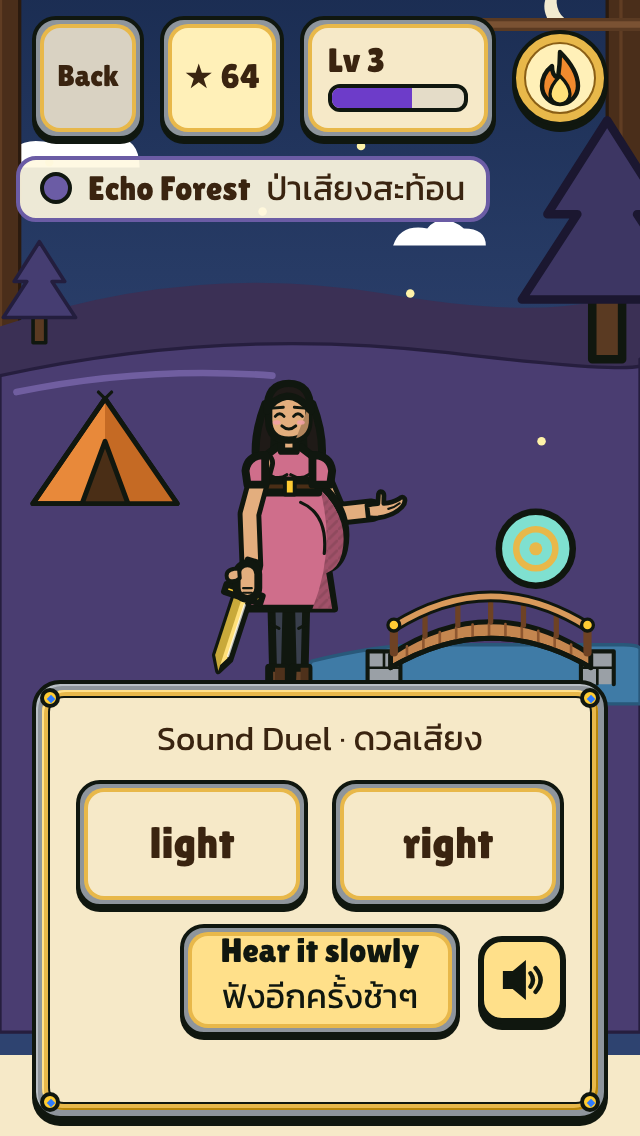 Back
★ 64
Lv 3
Echo Forest ป่าเสียงสะท้อน
Sound Duel · ดวลเสียง
light
right
Hear it slowly
ฟังอีกครั้งช้าๆ